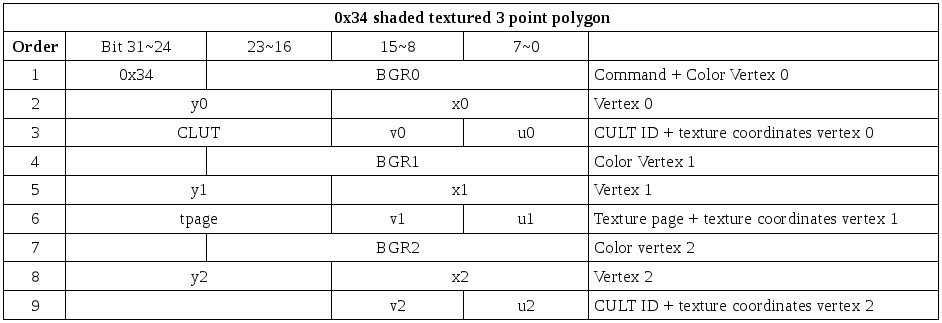 0x34 shaded textured 3 point polygon
Order Bit 31~24 23~16 15~8 7~0
1 0x34 BGR0 Command + Color Vertex 0
2 y0 x0 Vertex 0
3 CLUT v0 u0 CULT ID + texture coordinates vertex 0
4 BGR1 Color Vertex 1
5 y1 x1 Vertex 1
6 tpage v1 u1 Texture page + texture coordinates vertex 1
7 BGR2 Color vertex 2
8 y2 x2 Vertex 2
9 v2 u2 CULT ID + texture coordinates vertex 2